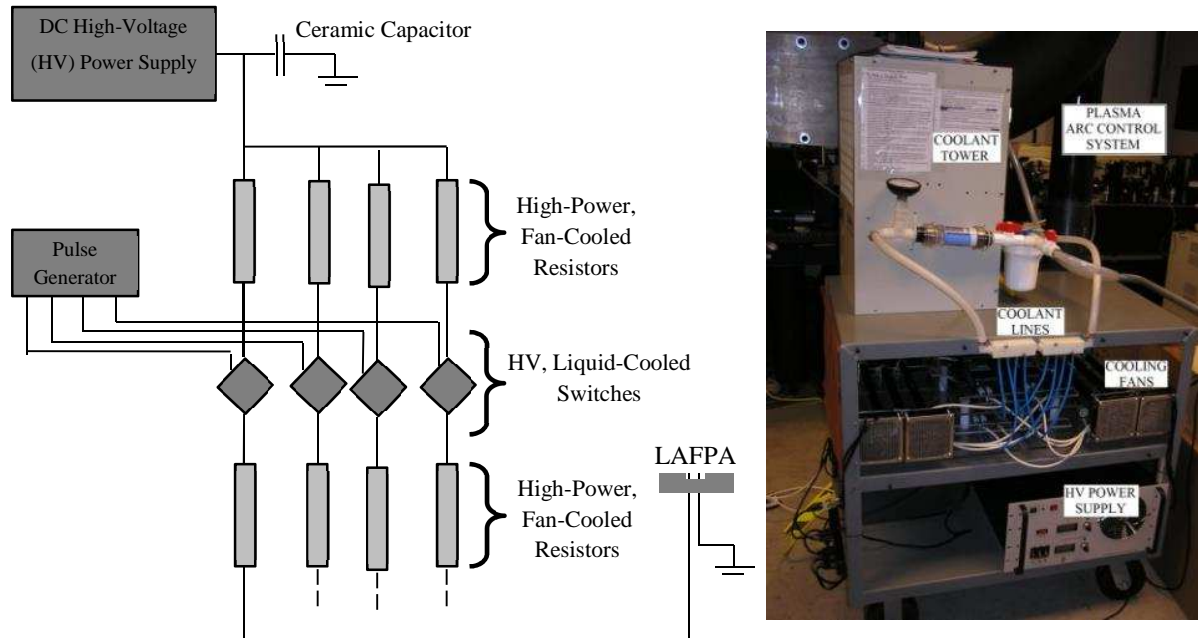 DC High-Voltage
(HV) Power Supply
Ceramic Capacitor
High-Power,
Fan-Cooled
Resistors
Pulse
Generator
HV, Liquid-Cooled
Switches
LAFPA
High-Power,
Fan-Cooled
Resistors
COOLANT
TOWER
PLASMA
ARC CONTROL
SYSTEM
COOLANT
LINES
COOLING
FANS
HV POWER
SUPPLY